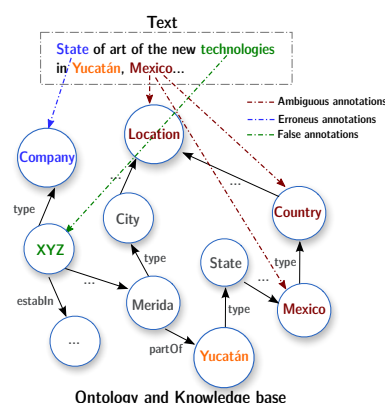 Text
State of art of the new technologies
in Yucatán, Mexico...
Ambiguous annotations
Erroneus annotations
False annotations
Location
Company
...
...
type
City
Country
XYZ
type
State
...
type
estabIn
...
Merida
type
Mexico
...
partOf
Yucatán
Ontology and Knowledge base